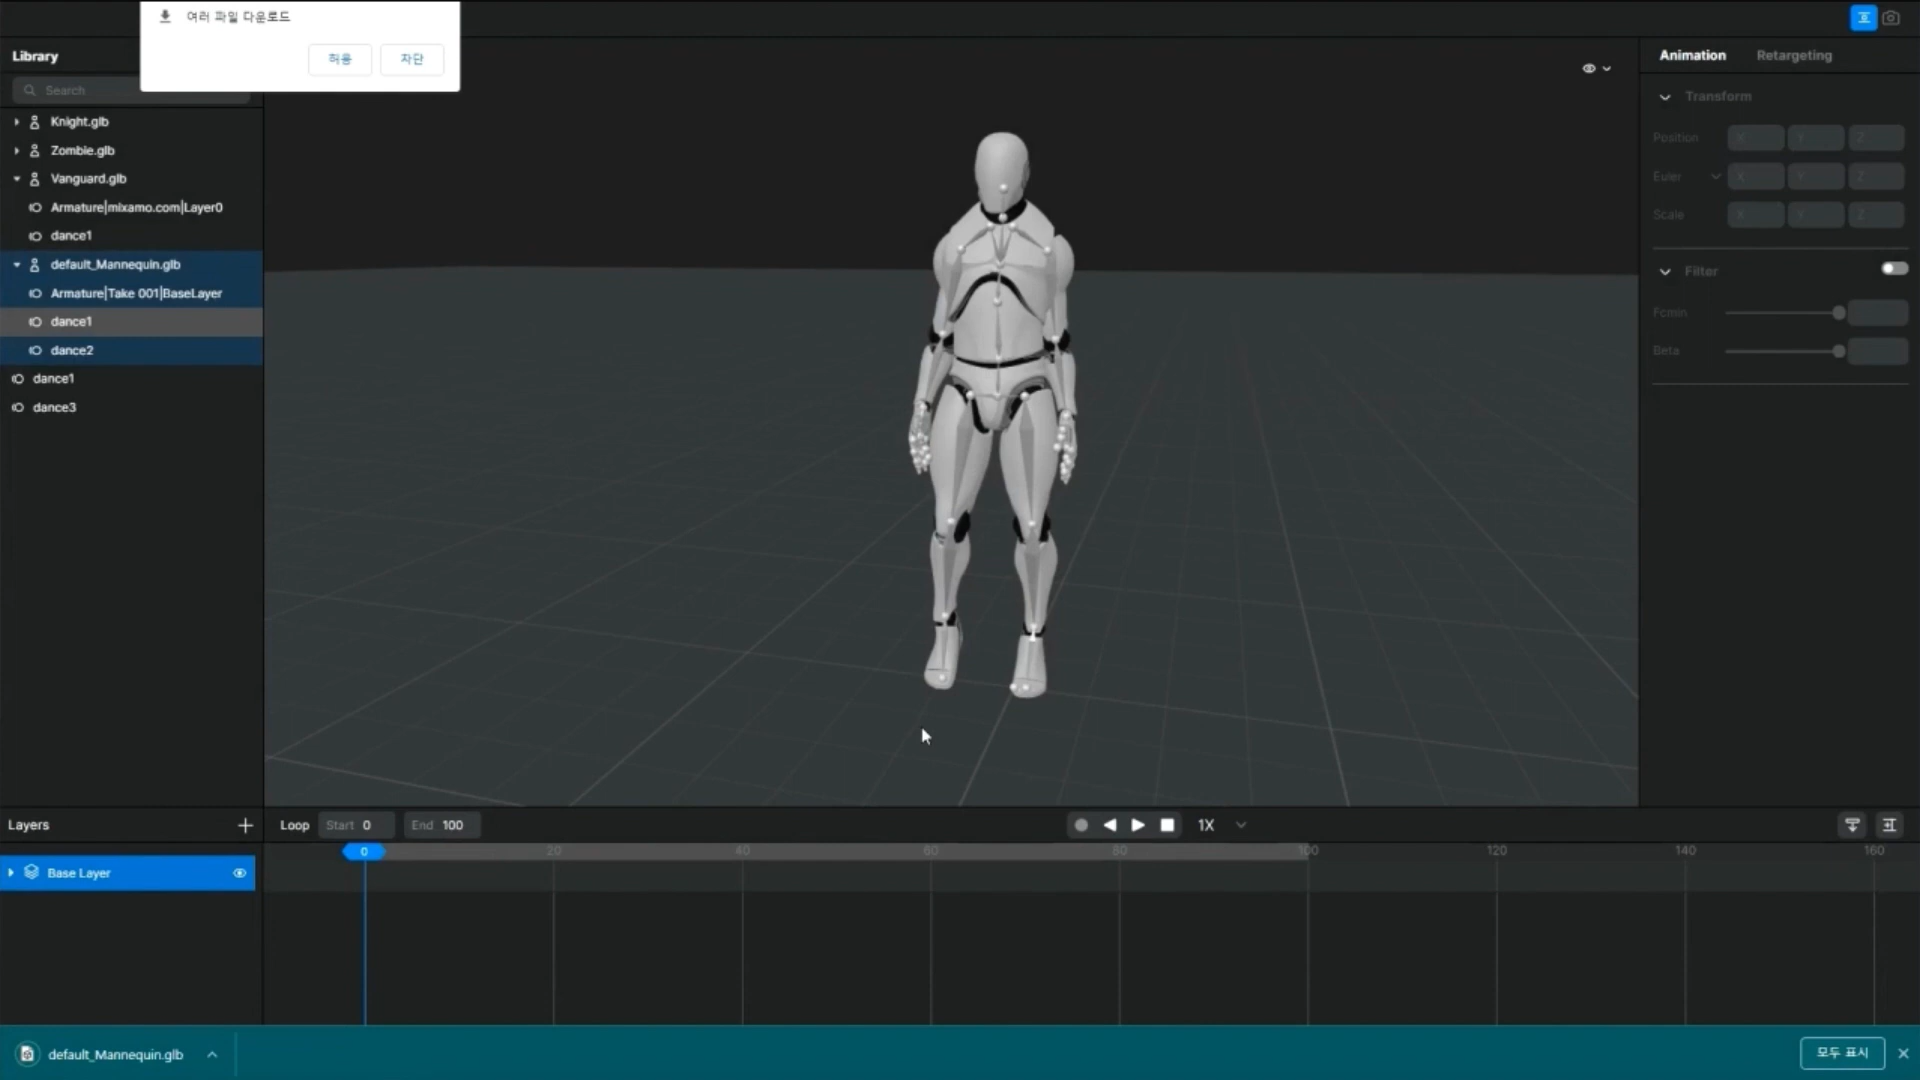 여러 파일 다운로드
허용
차단
Library
Search
Knight.glb
Zombie.glb
Vanguard.glb
Armature|mixamo.com|Layer0
dance1
default_Mannequin.glb
Armature|Take 001|BaseLayer
dance1
dance2
dance1
dance3
Animation Retargeting
Transform
Position X Y Z
Euler X Y Z
Scale X Y Z
Filter
Fcmin
Beta
Layers
Loop Start 0 End 100
1X
0 20 40 60 80 100 120 140 160
Base Layer
default_Mannequin.glb
모두 표시